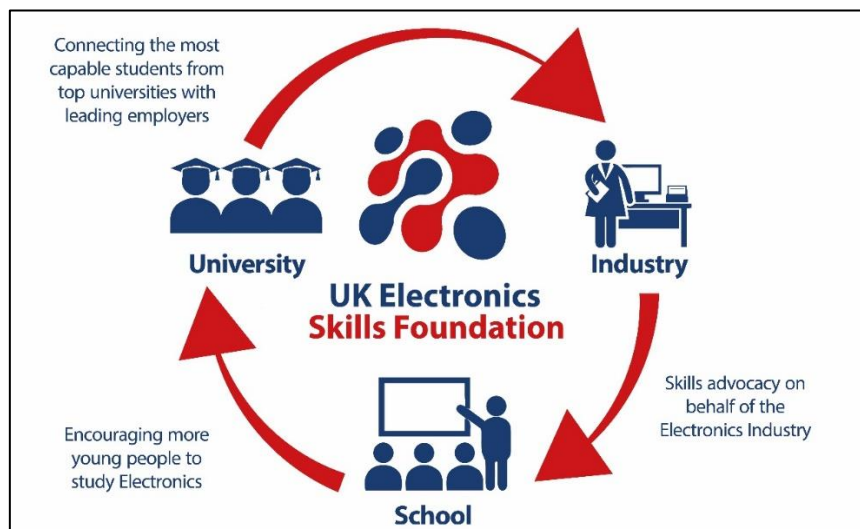 Connecting the most
capable students from
top universities with
leading employers
University
Industry
UK Electronics
Skills Foundation
Skills advocacy on
behalf of the
Electronics Industry
Encouraging more
young people to
study Electronics
School